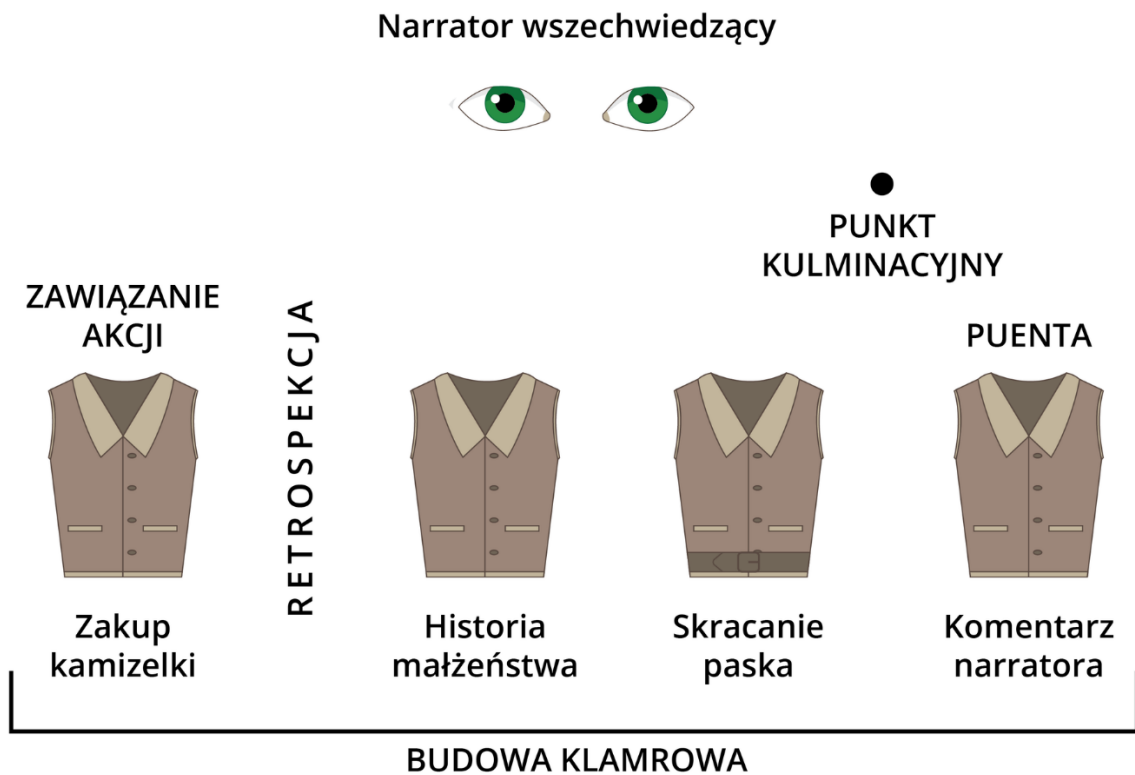 Narrator wszechwiedzący
PUNKT
KULMINACYJNY
ZAWIĄZANIE
AKCJI
RETROSPEKCJA
PUENTA
Zakup
kamizelki
Historia
małżeństwa
Skracanie
paska
Komentarz
narratora
BUDOWA KLAMROWA